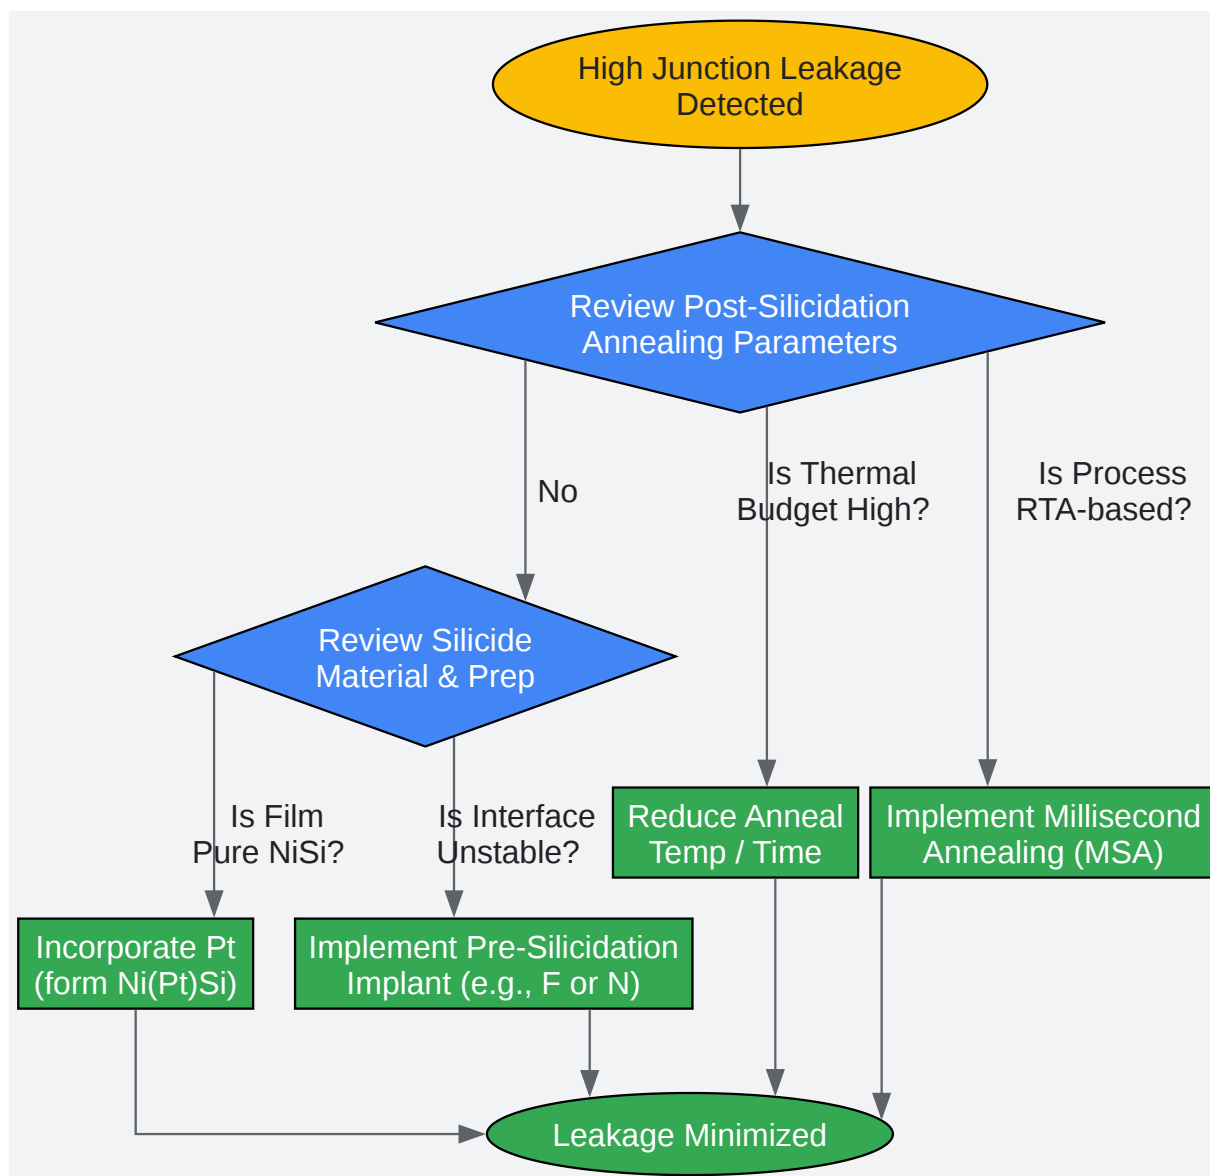 High Junction Leakage
Detected
Review Post-Silicidation
Annealing Parameters
No
Is Thermal
Budget High?
Is Process
RTA-based?
Review Silicide
Material & Prep
Is Film
Pure NiSi?
Is Interface
Unstable?
Reduce Anneal
Temp / Time
Implement Millisecond
Annealing (MSA)
Incorporate Pt
(form Ni(Pt)Si)
Implement Pre-Silicidation
Implant (e.g., F or N)
Leakage Minimized